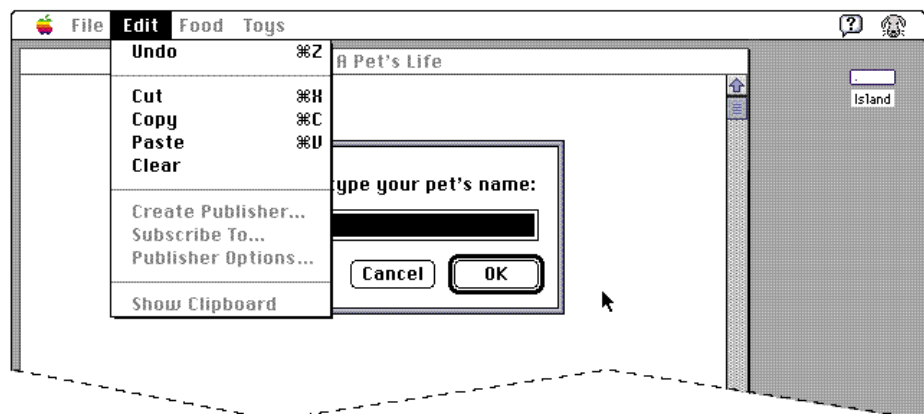 File Edit Food Toys
A Pet's Life
Undo ⌘Z
Cut ⌘X
Copy ⌘C
Paste ⌘V
Clear
Create Publisher...
Subscribe To...
Publisher Options...
Show Clipboard
type your pet's name:
Cancel OK
Island